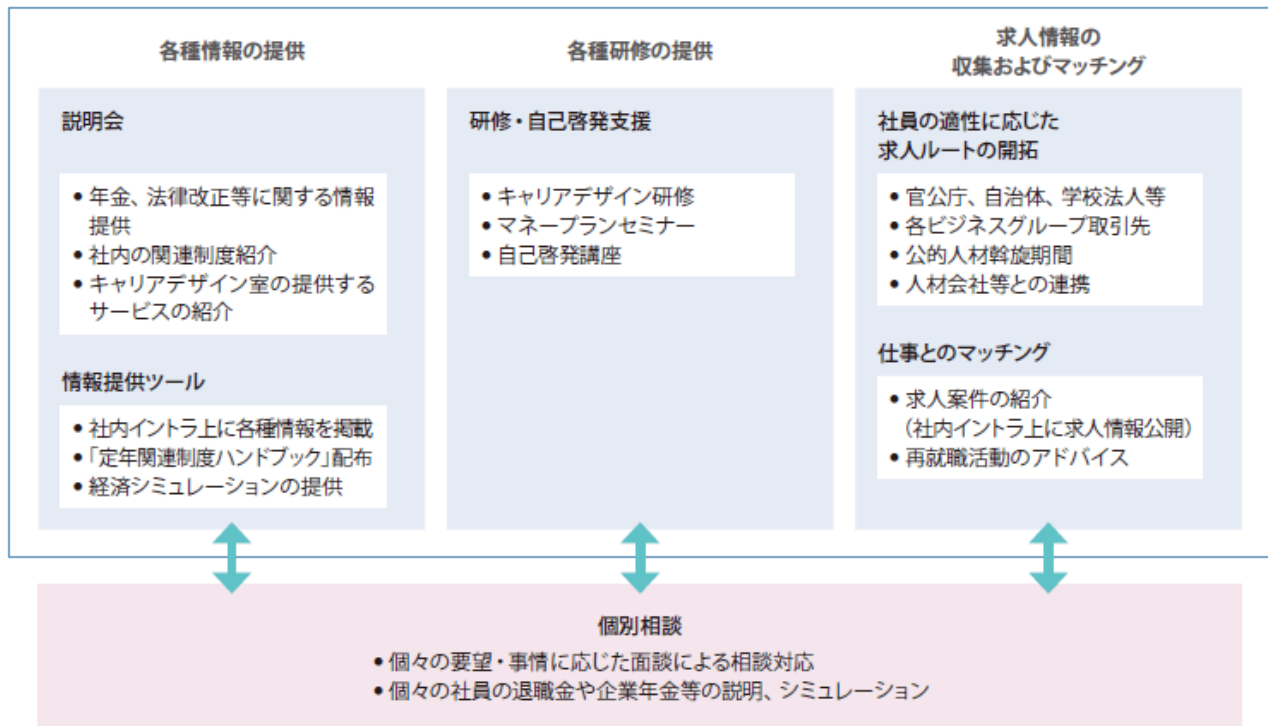 各種情報の提供
説明会
• 年金、法律改正等に関する情報
提供
• 社内の関連制度紹介
• キャリアデザイン室の提供する
サービスの紹介
情報提供ツール
• 社内イントラ上に各種情報を掲載
• 「定年関連制度ハンドブック」配布
• 経済シミュレーションの提供
各種研修の提供
研修・自己啓発支援
• キャリアデザイン研修
• マネープランセミナー
• 自己啓発講座
求人情報の
収集およびマッチング
社員の適性に応じた
求人ルートの開拓
• 官公庁、自治体、学校法人等
• 各ビジネスグループ取引先
• 公的人材斡旋期間
• 人材会社等との連携
仕事とのマッチング
• 求人案件の紹介
（社内イントラ上に求人情報公開）
• 再就職活動のアドバイス
個別相談
• 個々の要望・事情に応じた面談による相談対応
• 個々の社員の退職金や企業年金等の説明、シミュレーション